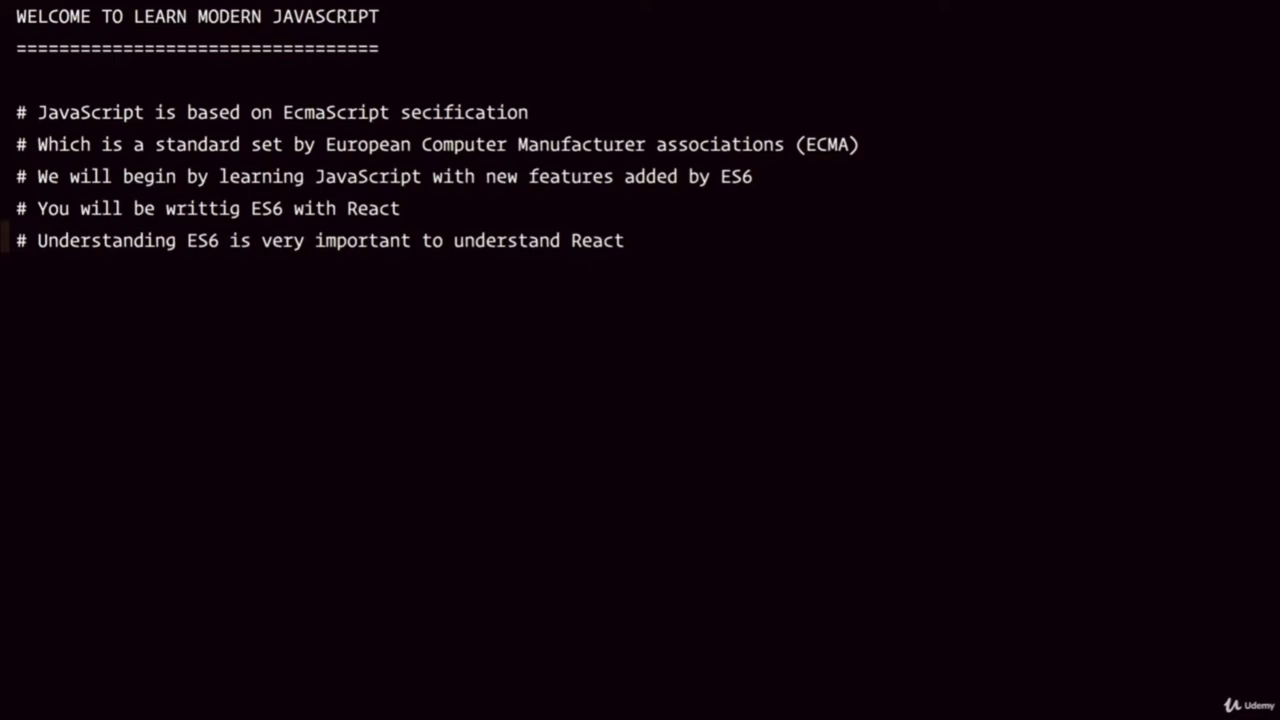 WELCOME TO LEARN MODERN JAVASCRIPT
==================================
# JavaScript is based on EcmaScript secification
# Which is a standard set by European Computer Manufacturer associations (ECMA)
# We will begin by learning JavaScript with new features added by ES6
# You will be writtig ES6 with React
# Understanding ES6 is very important to understand React
Udemy